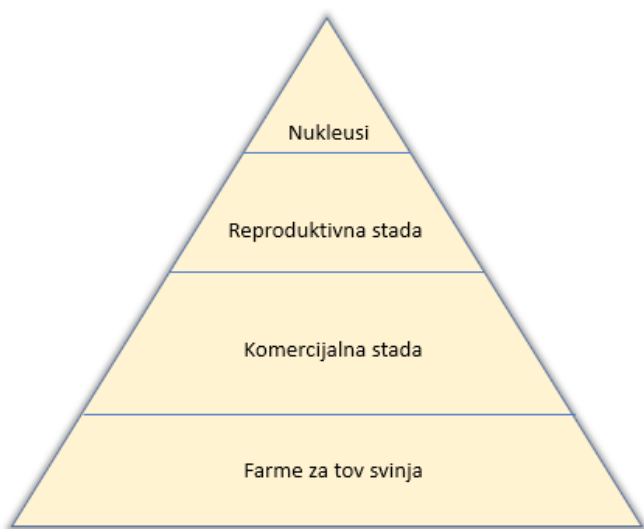 Nukleusi
Reproduktivna stada
Komercijalna stada
Farme za tov svinja